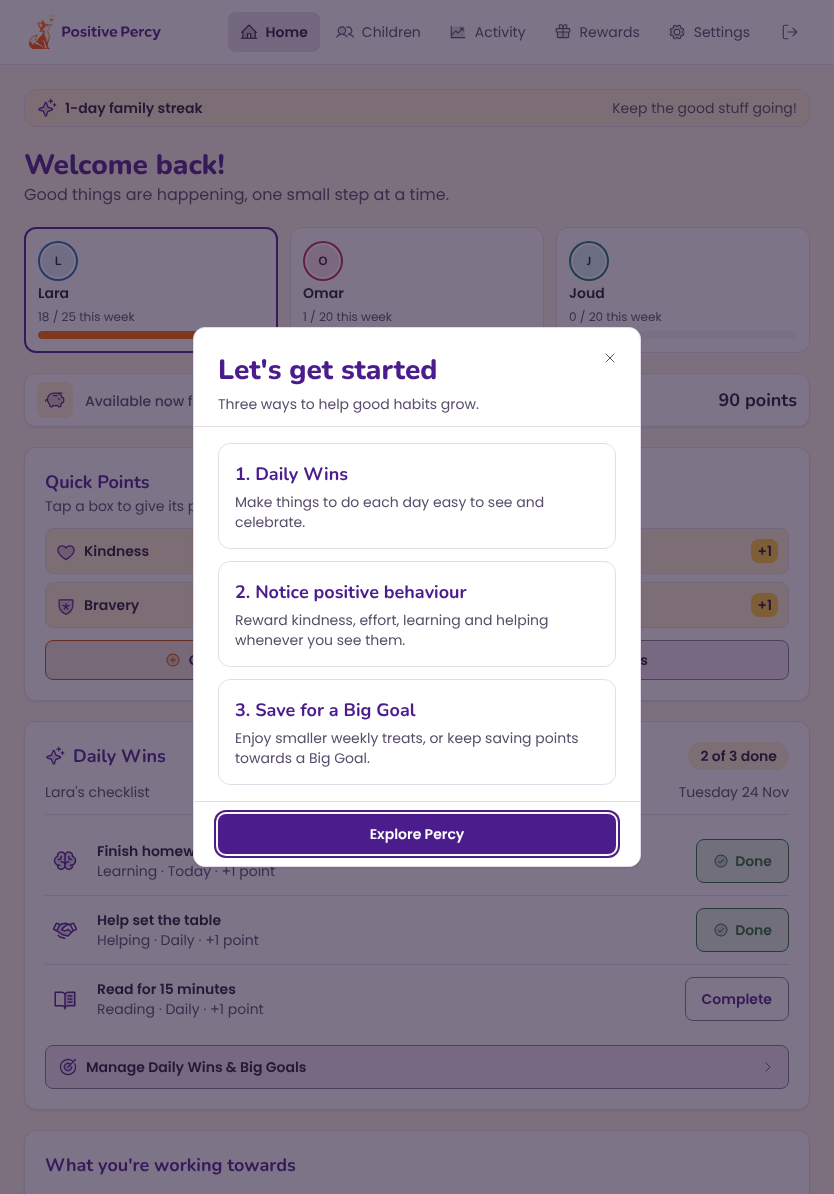 Positive Percy
Home
Children
Activity
Rewards
Settings
1-day family streak
Keep the good stuff going!
Welcome back!
Good things are happening, one small step at a time.
L
Lara
18 / 25 this week
O
Omar
1 / 20 this week
J
Joud
0 / 20 this week
Available now
90 points
Let's get started
Three ways to help good habits grow.
1. Daily Wins
Make things to do each day easy to see and
celebrate.
2. Notice positive behaviour
Reward kindness, effort, learning and helping
whenever you see them.
3. Save for a Big Goal
Enjoy smaller weekly treats, or keep saving points
towards a Big Goal.
Explore Percy
Quick Points
Tap a box to give its
Kindness
+1
Bravery
+1
Daily Wins
2 of 3 done
Lara's checklist
Tuesday 24 Nov
Finish
Learning · Today · +1 point
Done
Help set the table
Helping · Daily · +1 point
Done
Read for 15 minutes
Reading · Daily · +1 point
Complete
Manage Daily Wins & Big Goals
What you're working towards